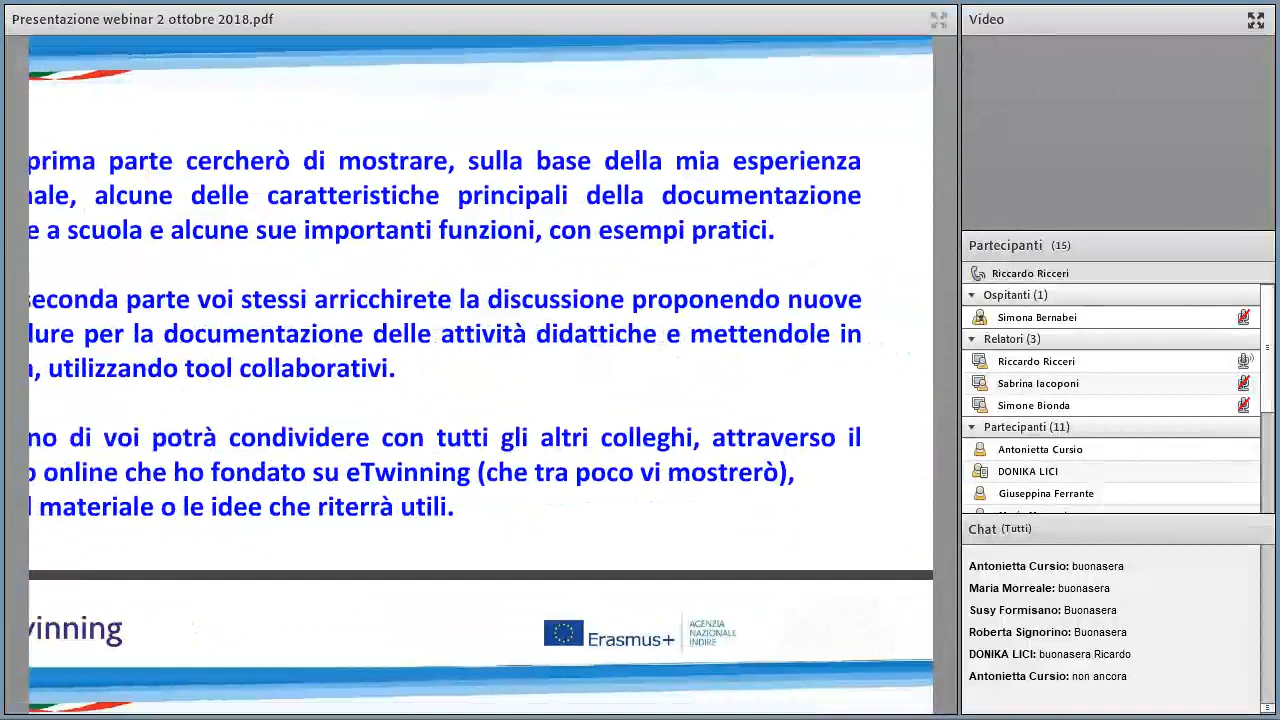 Presentazione webinar 2 ottobre 2018.pdf
prima parte cercherò di mostrare, sulla base della mia esperienza
nale, alcune delle caratteristiche principali della documentazione
e a scuola e alcune sue importanti funzioni, con esempi pratici.
seconda parte voi stessi arricchirete la discussione proponendo nuove
dure per la documentazione delle attività didattiche e mettendole in
, utilizzando tool collaborativi.
no di voi potrà condividere con tutti gli altri colleghi, attraverso il
o online che ho fondato su eTwinning (che tra poco vi mostrerò),
l materiale o le idee che riterrà utili.
winning
Erasmus+
AGENZIA
NAZIONALE
INDIRE
Video
Partecipanti (15)
Riccardo Ricceri
Ospitanti (1)
Simona Bernabei
Relatori (3)
Riccardo Ricceri
Sabrina Iacoponi
Simone Bionda
Partecipanti (11)
Antonietta Cursio
DONIKA LICI
Giuseppina Ferrante
Chat (Tutti)
Antonietta Cursio: buonasera
Maria Morreale: buonasera
Susy Formisano: Buonasera
Roberta Signorino: Buonasera
DONIKA LICI: buonasera Ricardo
Antonietta Cursio: non ancora